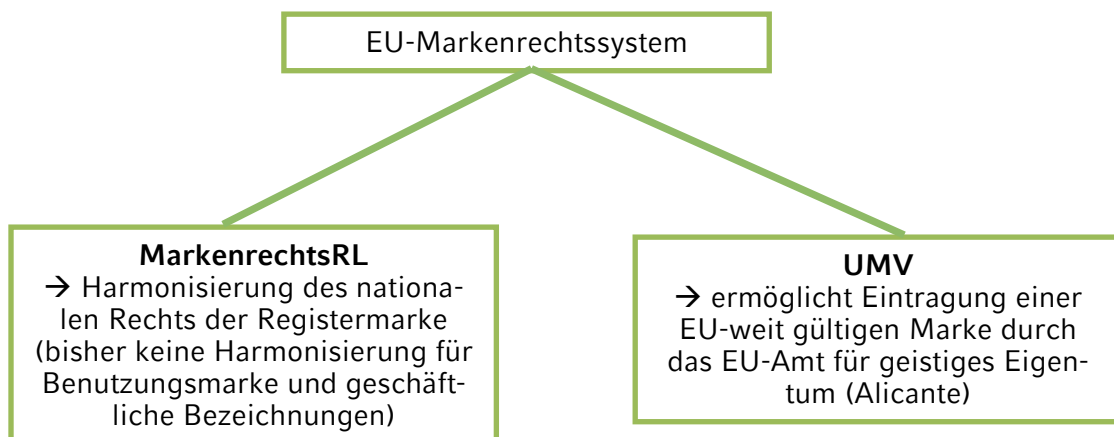 EU-Markenrechtssystem
MarkenrechtsRL
→ Harmonisierung des nationa-
len Rechts der Registermarke
(bisher keine Harmonisierung für
Benutzungsmarke und geschäft-
liche Bezeichnungen)
UMV
→ ermöglicht Eintragung einer
EU-weit gültigen Marke durch
das EU-Amt für geistiges Eigen-
tum (Alicante)